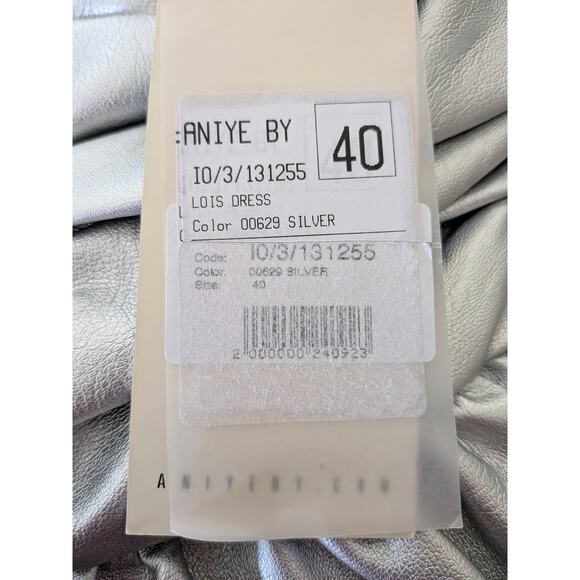 :ANIYE BY
40
IO/3/131255
LOIS DRESS
Color 00629 SILVER
Code: IO/3/131255
Color: 00629 SILVER
Size: 40
2 000000 240923
ANIYEBY.COM